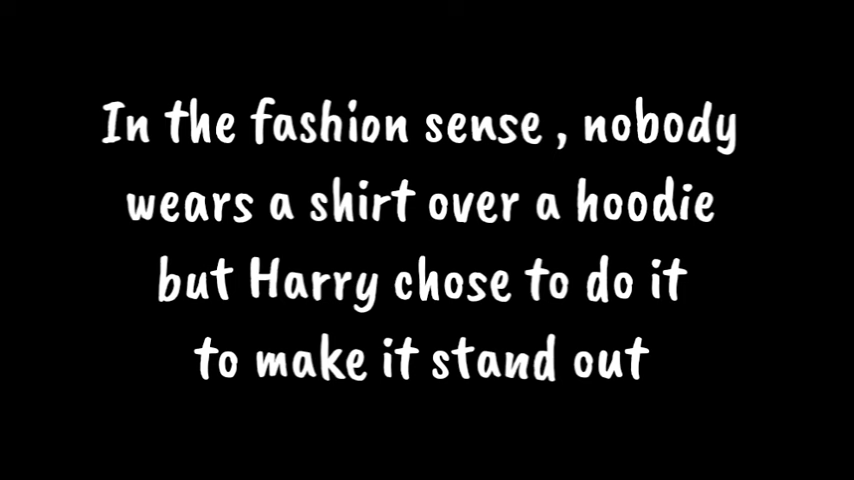 In the fashion sense , nobody
wears a shirt over a hoodie
but Harry chose to do it
to make it stand out